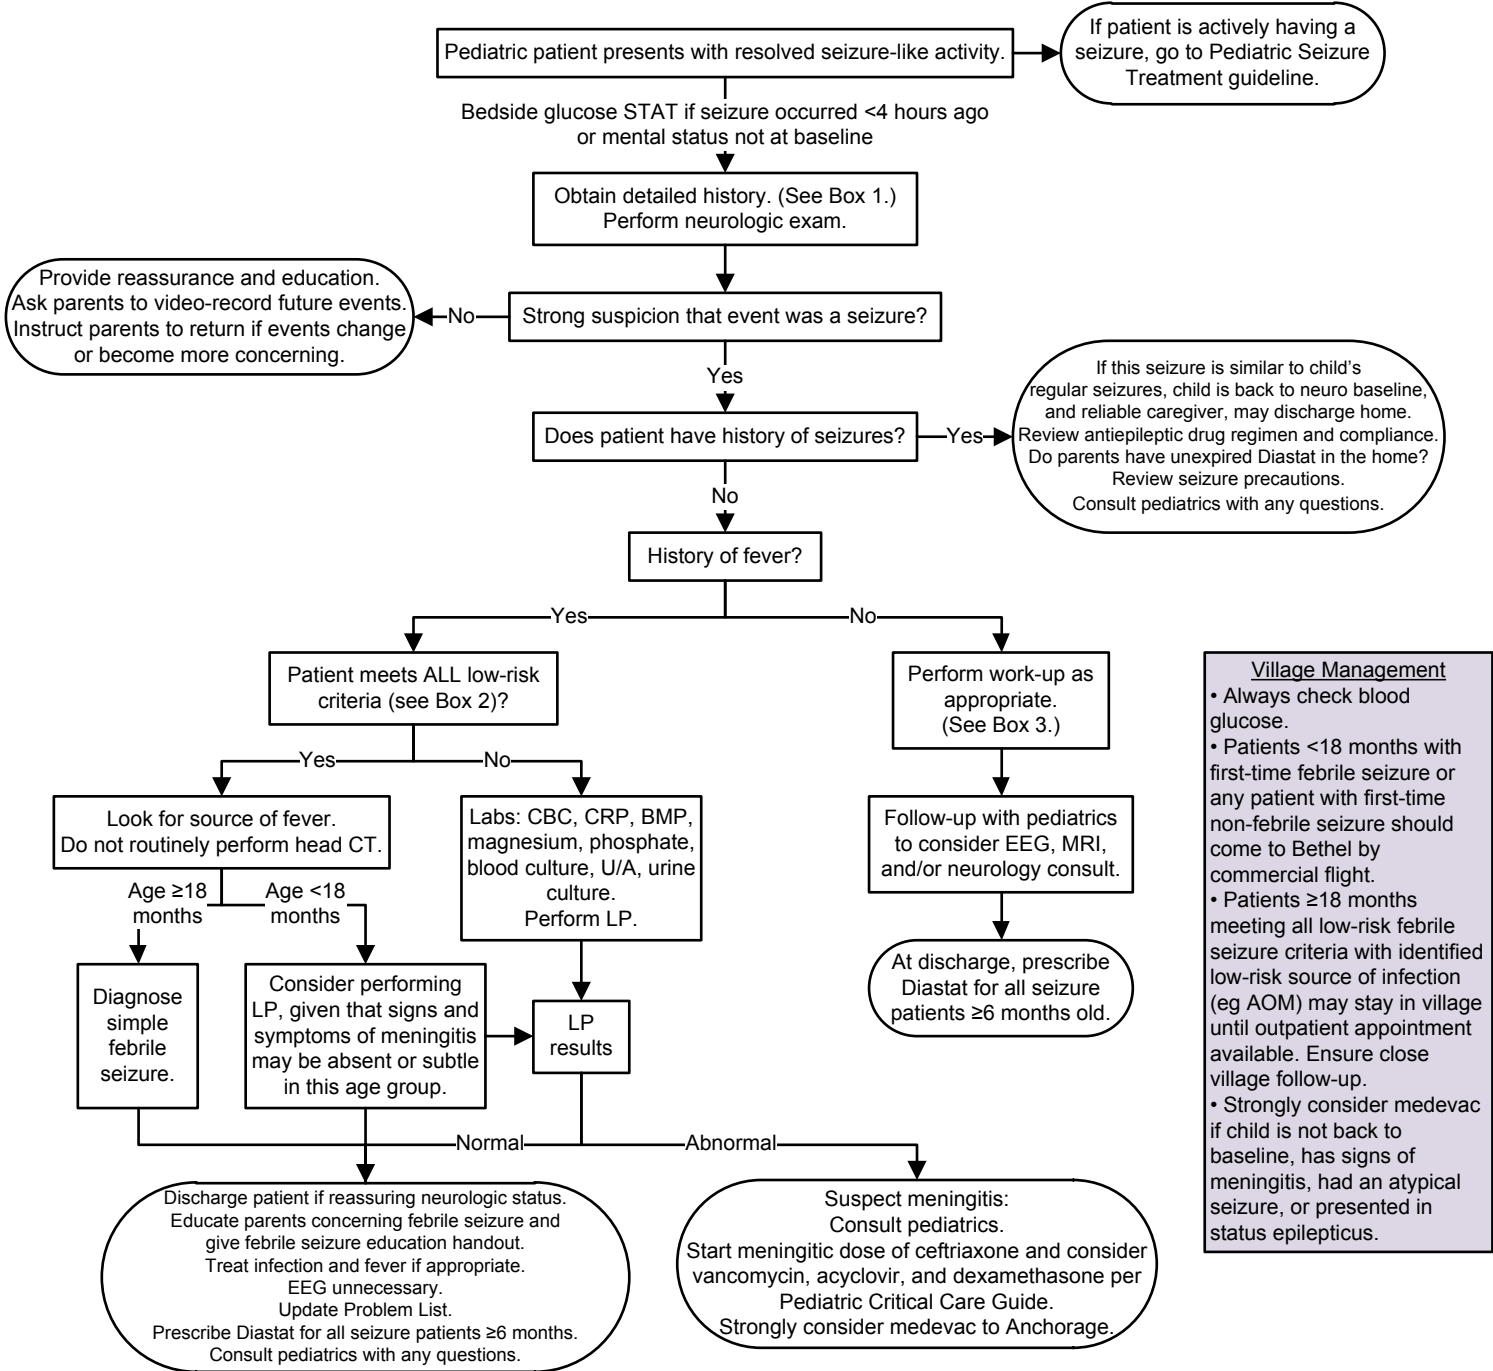 Pediatric patient presents with resolved seizure-like activity.
If patient is actively having a
seizure, go to Pediatric Seizure
Treatment guideline.
Bedside glucose STAT if seizure occurred <4 hours ago
or mental status not at baseline
Obtain detailed history. (See Box 1.)
Perform neurologic exam.
Strong suspicion that event was a seizure?
No
Provide reassurance and education.
Ask parents to video-record future events.
Instruct parents to return if events change
or become more concerning.
Yes
Does patient have history of seizures?
Yes
If this seizure is similar to child's
regular seizures, child is back to neuro baseline,
and reliable caregiver, may discharge home.
Review antiepileptic drug regimen and compliance.
Do parents have unexpired Diastat in the home?
Review seizure precautions.
Consult pediatrics with any questions.
No
History of fever?
Yes
No
Patient meets ALL low-risk
criteria (see Box 2)?
Perform work-up as
appropriate.
(See Box 3.)
Yes
No
Look for source of fever.
Do not routinely perform head CT.
Labs: CBC, CRP, BMP,
magnesium, phosphate,
blood culture, U/A, urine
culture.
Perform LP.
Follow-up with pediatrics
to consider EEG, MRI,
and/or neurology consult.
Age ≥18
months
Age <18
months
Diagnose
simple
febrile
seizure.
Consider performing
LP, given that signs and
symptoms of meningitis
may be absent or subtle
in this age group.
LP
results
At discharge, prescribe
Diastat for all seizure
patients ≥6 months old.
Normal
Abnormal
Discharge patient if reassuring neurologic status.
Educate parents concerning febrile seizure and
give febrile seizure education handout.
Treat infection and fever if appropriate.
EEG unnecessary.
Update Problem List.
Prescribe Diastat for all seizure patients ≥6 months.
Consult pediatrics with any questions.
Suspect meningitis:
Consult pediatrics.
Start meningitic dose of ceftriaxone and consider
vancomycin, acyclovir, and dexamethasone per
Pediatric Critical Care Guide.
Strongly consider medevac to Anchorage.
Village Management
• Always check blood
glucose.
• Patients <18 months with
first-time febrile seizure or
any patient with first-time
non-febrile seizure should
come to Bethel by
commercial flight.
• Patients ≥18 months
meeting all low-risk febrile
seizure criteria with identified
low-risk source of infection
(eg AOM) may stay in village
until outpatient appointment
available. Ensure close
village follow-up.
• Strongly consider medevac
if child is not back to
baseline, has signs of
meningitis, had an atypical
seizure, or presented in
status epilepticus.